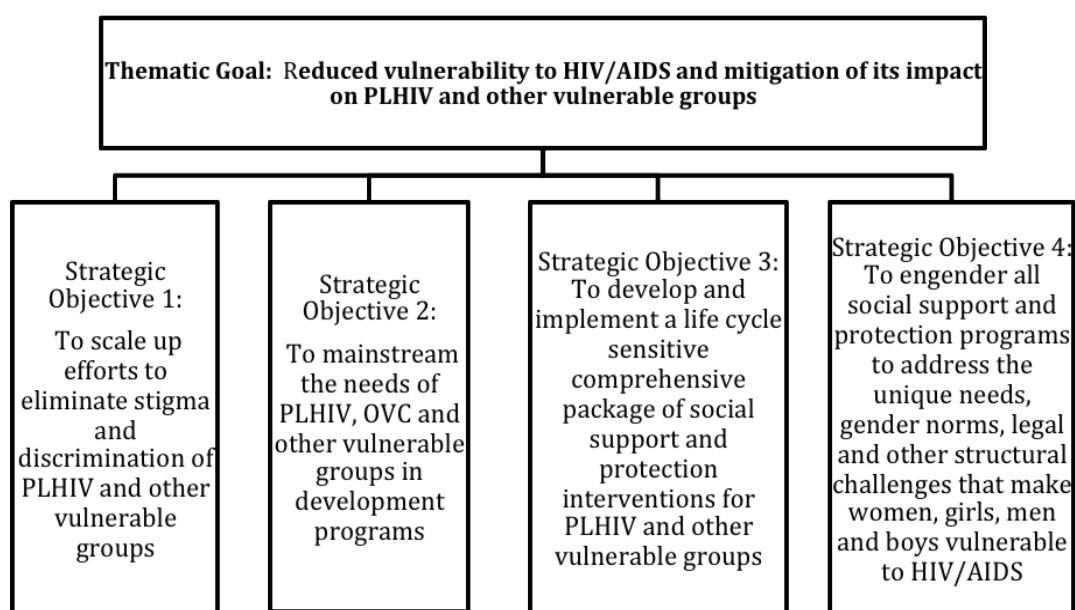 Thematic Goal:  Reduced vulnerability to HIV/AIDS and mitigation of its impact
on PLHIV and other vulnerable groups
Strategic
Objective 1:
To scale up
efforts to
eliminate stigma
and
discrimination of
PLHIV and other
vulnerable
groups
Strategic
Objective 2:
To mainstream
the needs of
PLHIV, OVC and
other vulnerable
groups in
development
programs
Strategic Objective 3:
To develop and
implement a life cycle
sensitive
comprehensive
package of social
support and
protection
interventions for
PLHIV and other
vulnerable groups
Strategic Objective 4:
To engender all
social support and
protection programs
to address the
unique needs,
gender norms, legal
and other structural
challenges that make
women, girls, men
and boys vulnerable
to HIV/AIDS